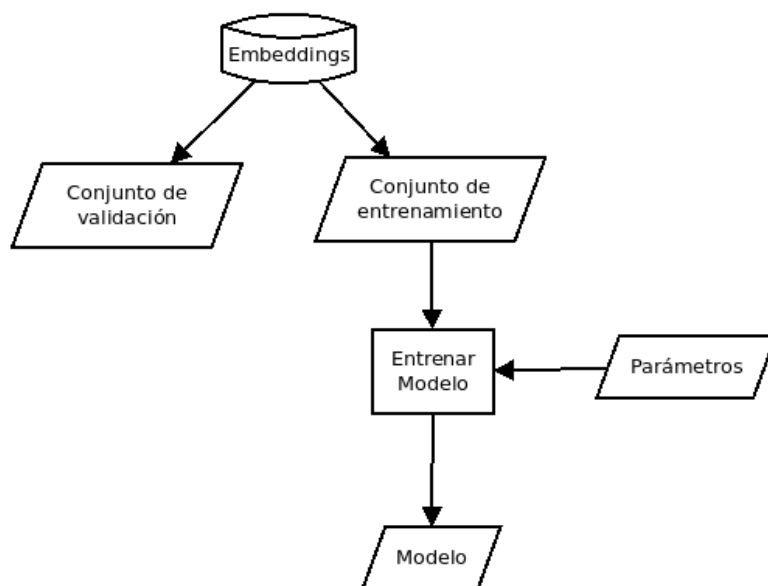 Embeddings
Conjunto de
validación
Conjunto de
entrenamiento
Entrenar
Modelo
Parámetros
Modelo